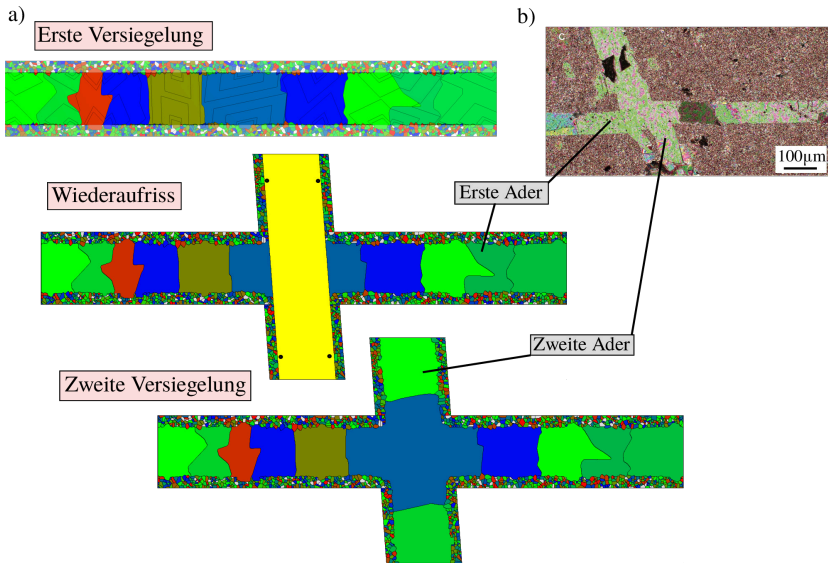 a)
Erste Versiegelung
b)
c
100µm
Wiederaufriss
Erste Ader
Zweite Ader
Zweite Versiegelung